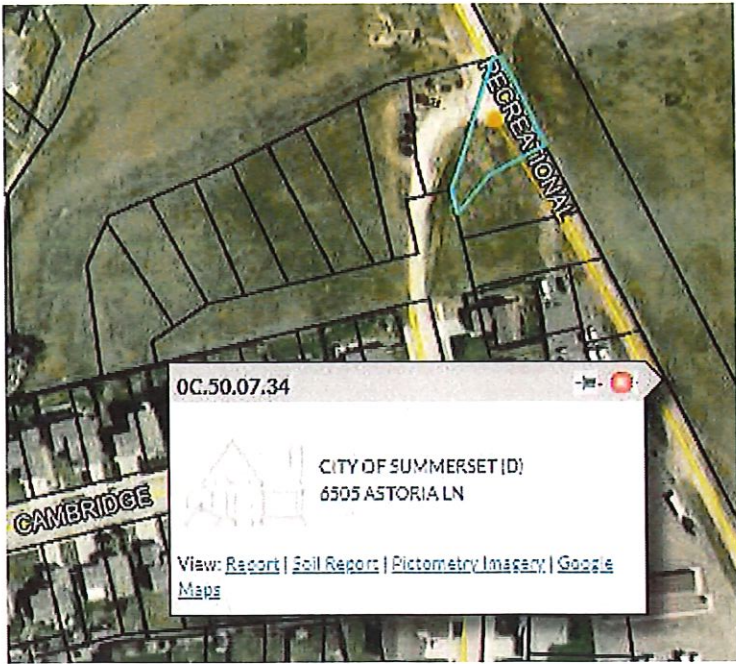 RECREATIONAL
0C.50.07.34
CITY OF SUMMERSET (D)
6505 ASTORIA LN
CAMBRIDGE
View: Report | Soil Report | Pictometry Imagery | Google
Maps